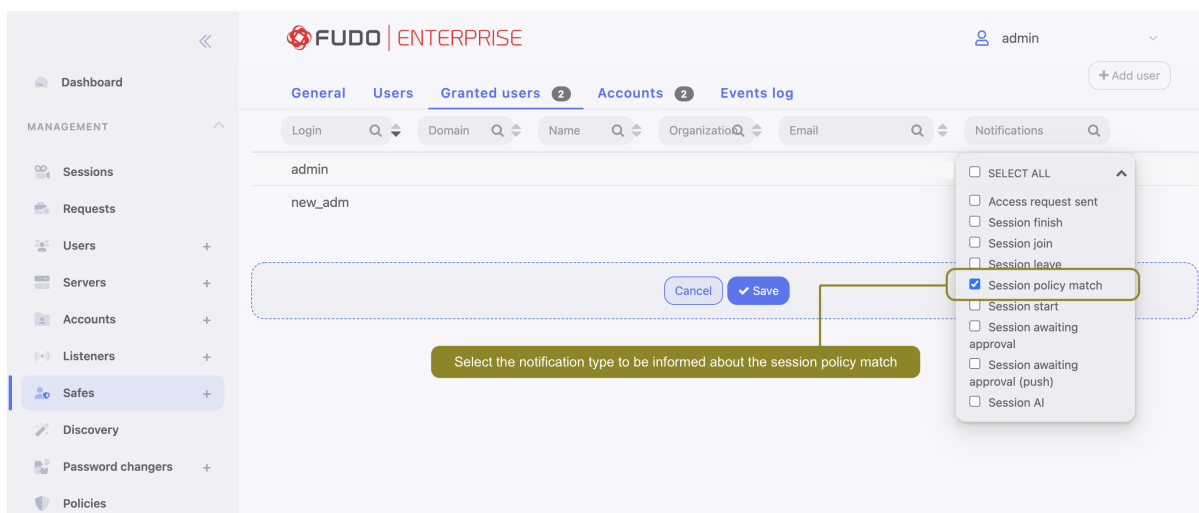 FUDO ENTERPRISE
admin
Dashboard
+ Add user
General Users Granted users 2 Accounts 2 Events log
MANAGEMENT
Login Domain Name Organization Email Notifications
admin
new_adm
SELECT ALL
Access request sent
Session finish
Session join
Session leave
Session policy match
Session start
Session awaiting
approval
Session awaiting
approval (push)
Session AI
Cancel Save
Select the notification type to be informed about the session policy match
Sessions
Requests
Users +
Servers +
Accounts +
Listeners +
Safes +
Discovery
Password changers +
Policies